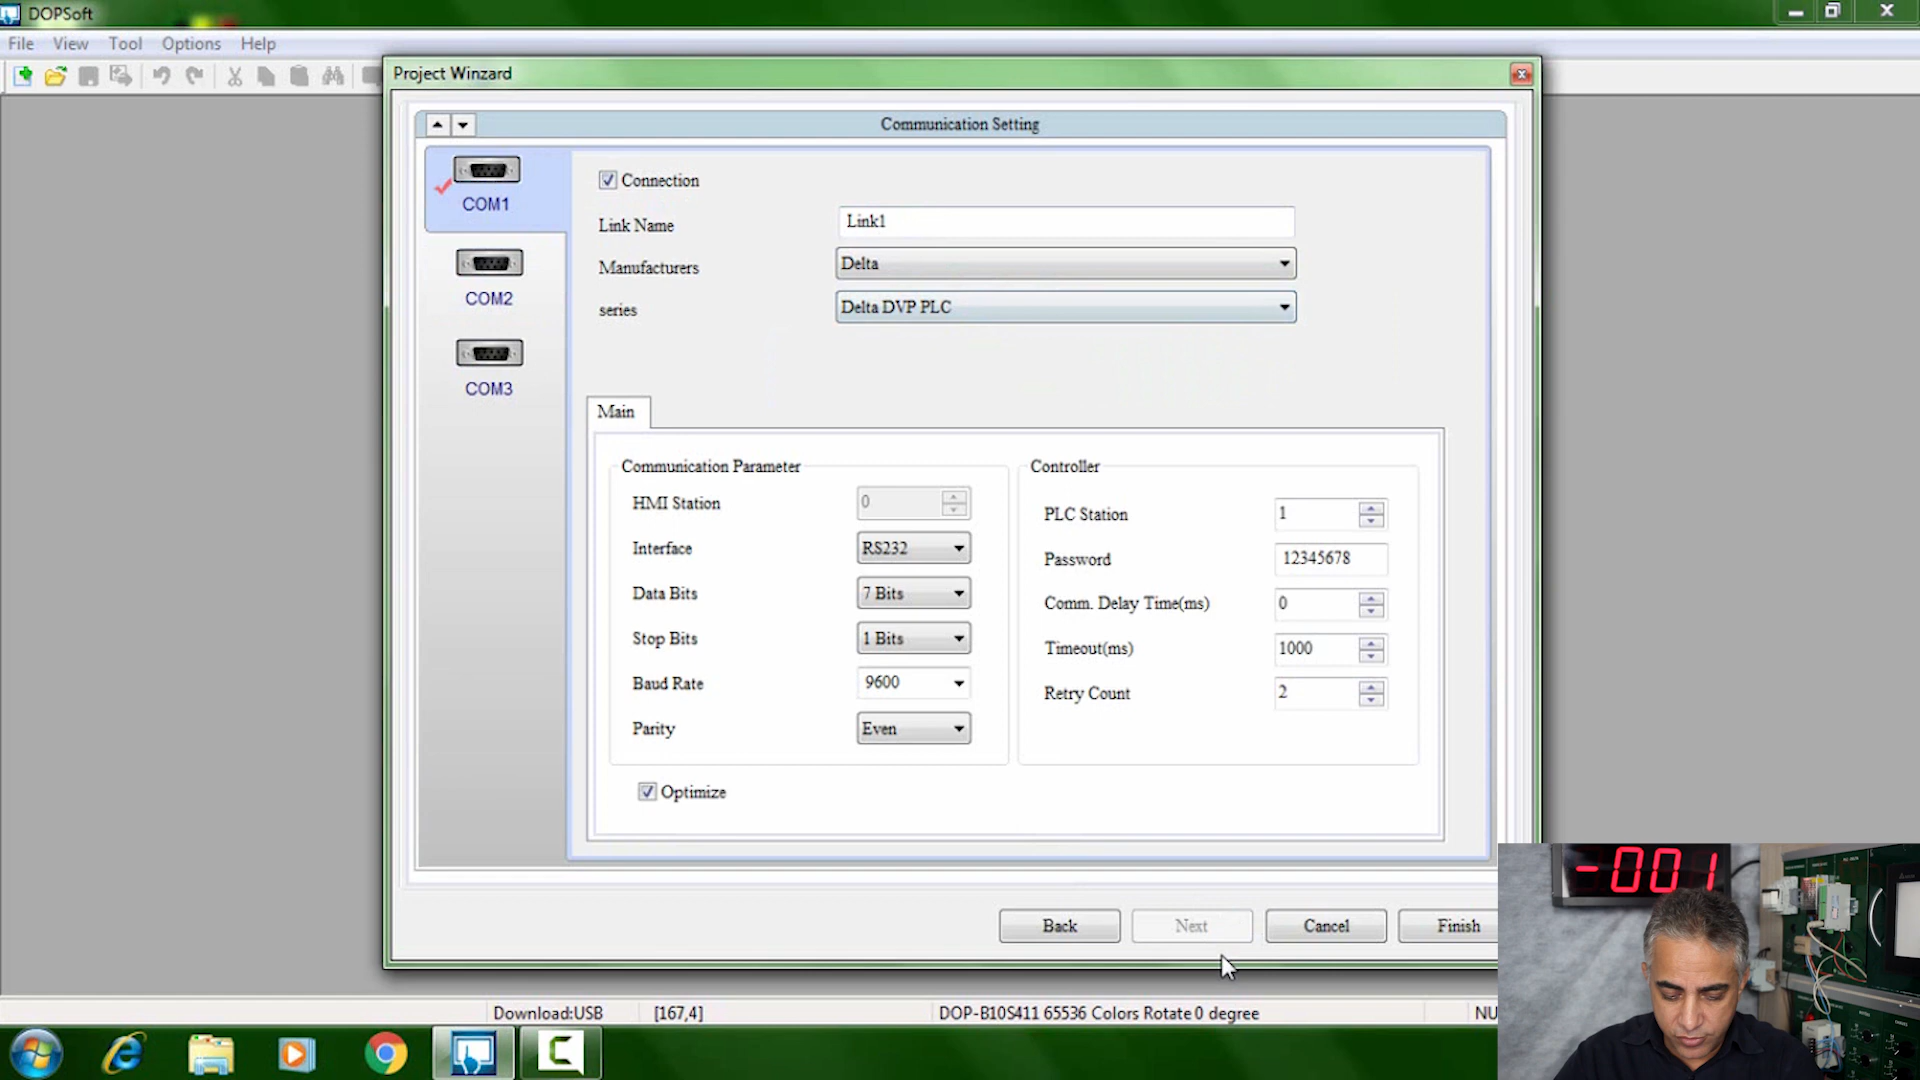 DOPSoft
File View Tool Options Help
Project Winzard
Communication Setting
COM1
COM2
COM3
Connection
Link Name Link1
Manufacturers Delta
series Delta DVP PLC
Main
Communication Parameter
HMI Station 0
Interface RS232
Data Bits 7 Bits
Stop Bits 1 Bits
Baud Rate 9600
Parity Even
Optimize
Controller
PLC Station 1
Password 12345678
Comm. Delay Time(ms) 0
Timeout(ms) 1000
Retry Count 2
Back Next Cancel Finish
Download:USB [167,4] DOP-B10S411 65536 Colors Rotate 0 degree NU
-001